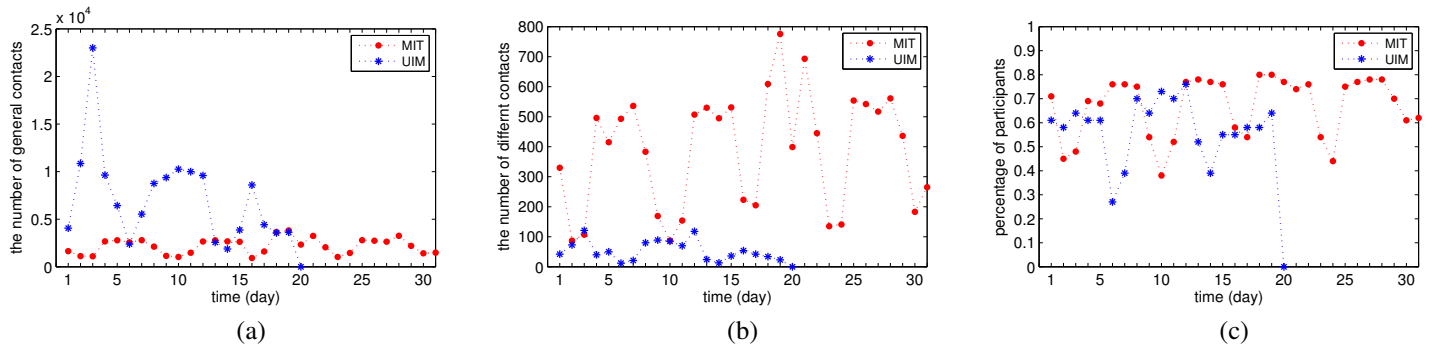 x 10^4
2.5
2
1.5
1
0.5
0
the number of general contacts
1 5 10 15 20 25 30
time (day)
MIT
UIM
(a)
800
700
600
500
400
300
200
100
0
the number of differnt contacts
1 5 10 15 20 25 30
time (day)
MIT
UIM
(b)
1
0.9
0.8
0.7
0.6
0.5
0.4
0.3
0.2
0.1
0
percentage of participants
1 5 10 15 20 25 30
time (day)
MIT
UIM
(c)